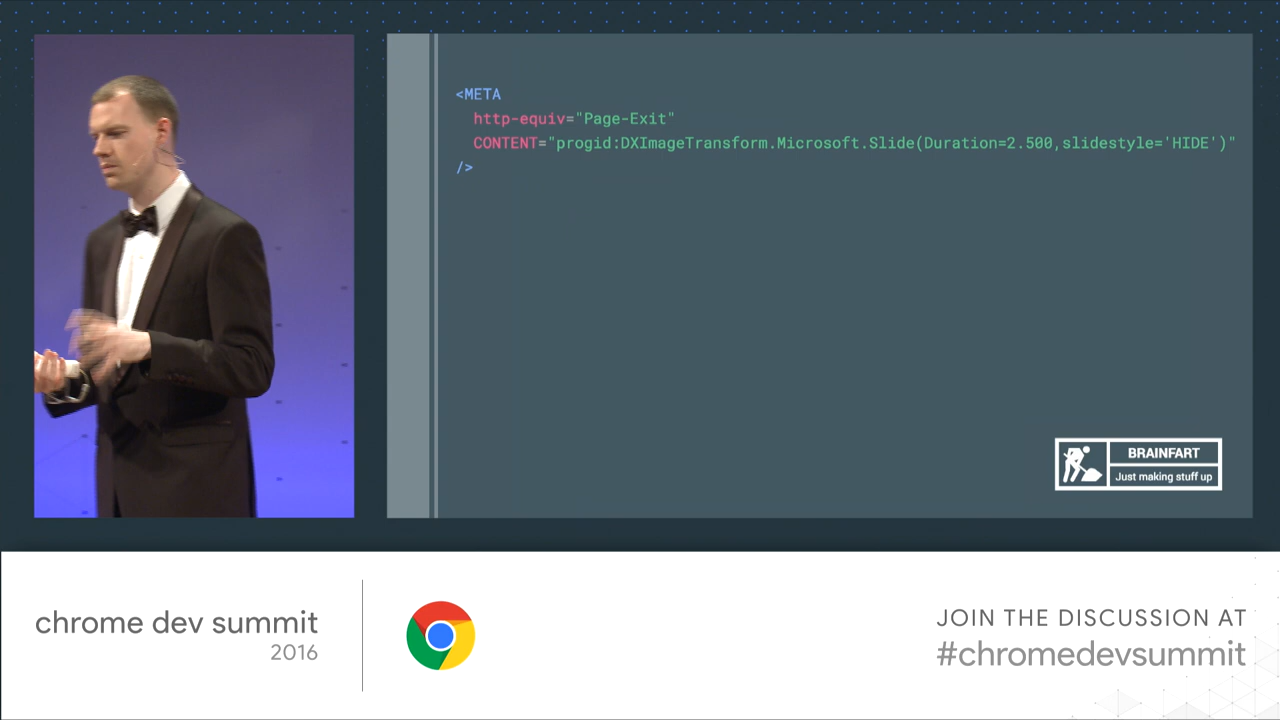 <META
http-equiv="Page-Exit"
CONTENT="progid:DXImageTransform.Microsoft.Slide(Duration=2.500,slidestyle='HIDE')"
/>
BRAINFART
Just making stuff up
chrome dev summit
2016
JOIN THE DISCUSSION AT
#chromedevsummit